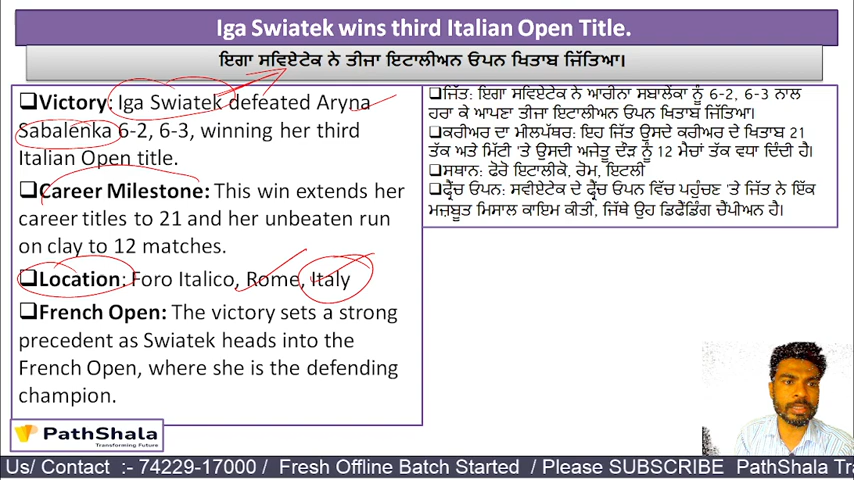 Iga Swiatek wins third Italian Open Title.
ਇਗਾ ਸਵਿਏਟੇਕ ਨੇ ਤੀਜਾ ਇਟਾਲੀਅਨ ਓਪਨ ਖਿਤਾਬ ਜਿੱਤਿਆ।
❑Victory: Iga Swiatek defeated Aryna
Sabalenka 6-2, 6-3, winning her third
Italian Open title.
❑Career Milestone: This win extends her
career titles to 21 and her unbeaten run
on clay to 12 matches.
❑Location: Foro Italico, Rome, Italy
❑French Open: The victory sets a strong
precedent as Swiatek heads into the
French Open, where she is the defending
champion.
❑ਜਿੱਤ: ਇਗਾ ਸਵਿਏਟੇਕ ਨੇ ਆਰੀਨਾ ਸਬਾਲੇਂਕਾ ਨੂੰ 6-2, 6-3 ਨਾਲ
ਹਰਾ ਕੇ ਆਪਣਾ ਤੀਜਾ ਇਟਾਲੀਅਨ ਓਪਨ ਖਿਤਾਬ ਜਿੱਤਿਆ।
❑ਕਰੀਅਰ ਦਾ ਮੀਲਪੱਥਰ: ਇਹ ਜਿੱਤ ਉਸਦੇ ਕਰੀਅਰ ਦੇ ਖਿਤਾਬ 21
ਤੱਕ ਅਤੇ ਮਿੱਟੀ 'ਤੇ ਉਸਦੀ ਅਜੇਤੂ ਦੌੜ ਨੂੰ 12 ਮੈਚਾਂ ਤੱਕ ਵਧਾ ਦਿੰਦੀ ਹੈ।
❑ਸਥਾਨ: ਫੋਰੋ ਇਟਾਲੀਕੋ, ਰੋਮ, ਇਟਲੀ
❑ਫ੍ਰੈਂਚ ਓਪਨ: ਸਵੀਏਟੇਕ ਦੇ ਫ੍ਰੈਂਚ ਓਪਨ ਵਿੱਚ ਪਹੁੰਚਣ 'ਤੇ ਜਿੱਤ ਨੇ ਇੱਕ
ਮਜ਼ਬੂਤ ਮਿਸਾਲ ਕਾਇਮ ਕੀਤੀ, ਜਿੱਥੇ ਉਹ ਡਿਫੈਂਡਿੰਗ ਚੈਂਪੀਅਨ ਹੈ।
PathShala
Transforming Future
Us/ Contact :- 74229-17000 / Fresh Offline Batch Started / Please SUBSCRIBE PathShala Tra